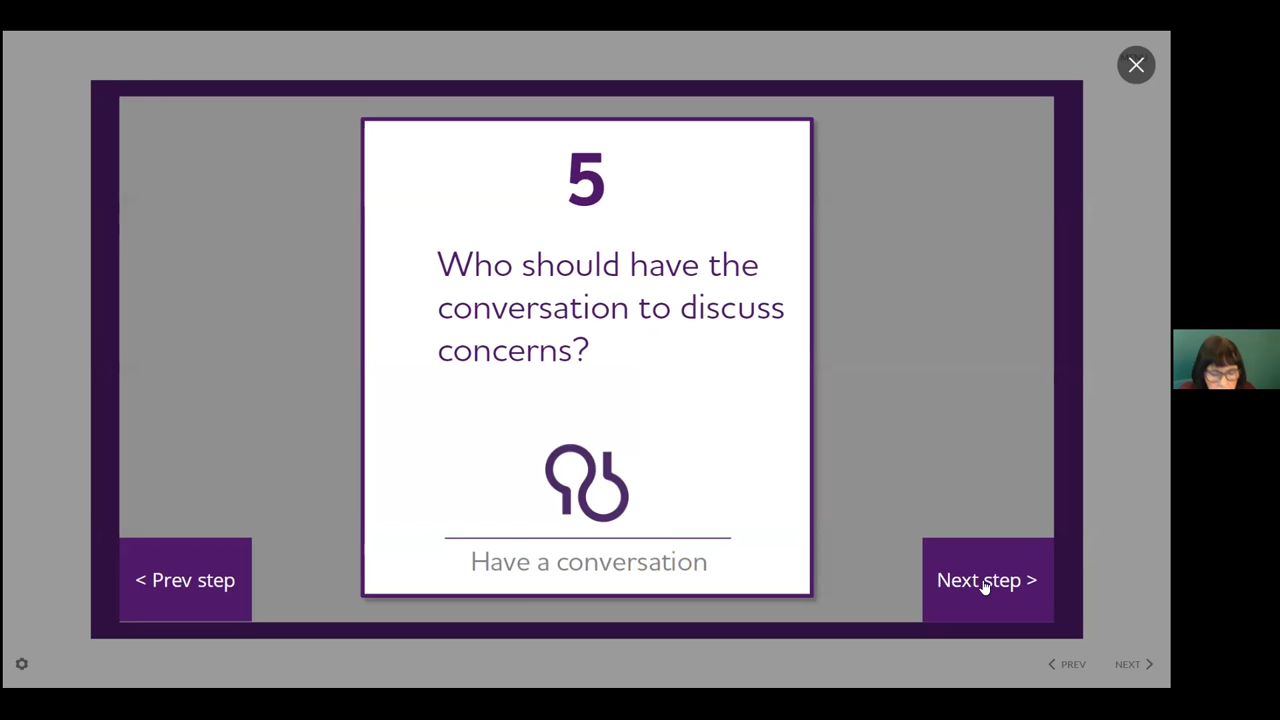 5
Who should have the
conversation to discuss
concerns?
Have a conversation
< Prev step
Next step >
PREV
NEXT